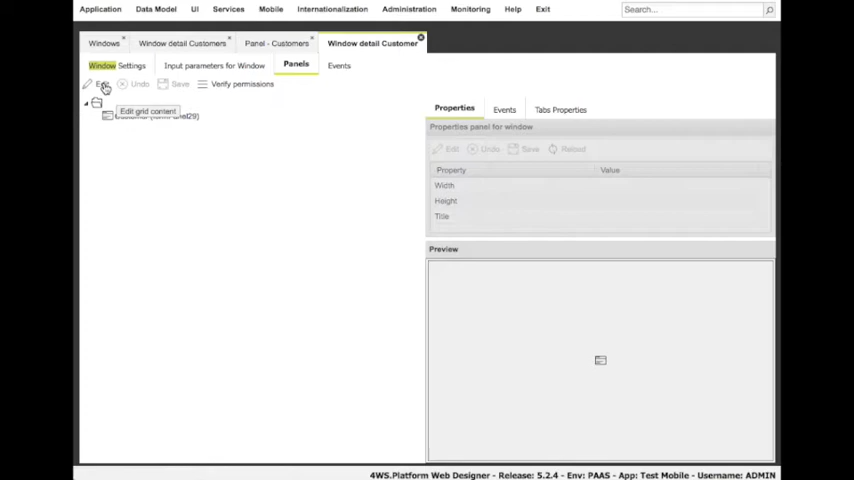 Application Data Model UI Services Mobile Internationalization Administration Monitoring Help Exit Search...
Windows Window detail Customers Panel - Customers Window detail Customer
Window Settings Input parameters for Window Panels Events
Undo Save Verify permissions
Edit grid content
Properties Events Tabs Properties
Properties panel for window
Edit Undo Save Reload
Property Value
Width
Height
Title
Preview
4WS.Platform Web Designer - Release: 5.2.4 - Env: PAAS - App: Test Mobile - Username: ADMIN